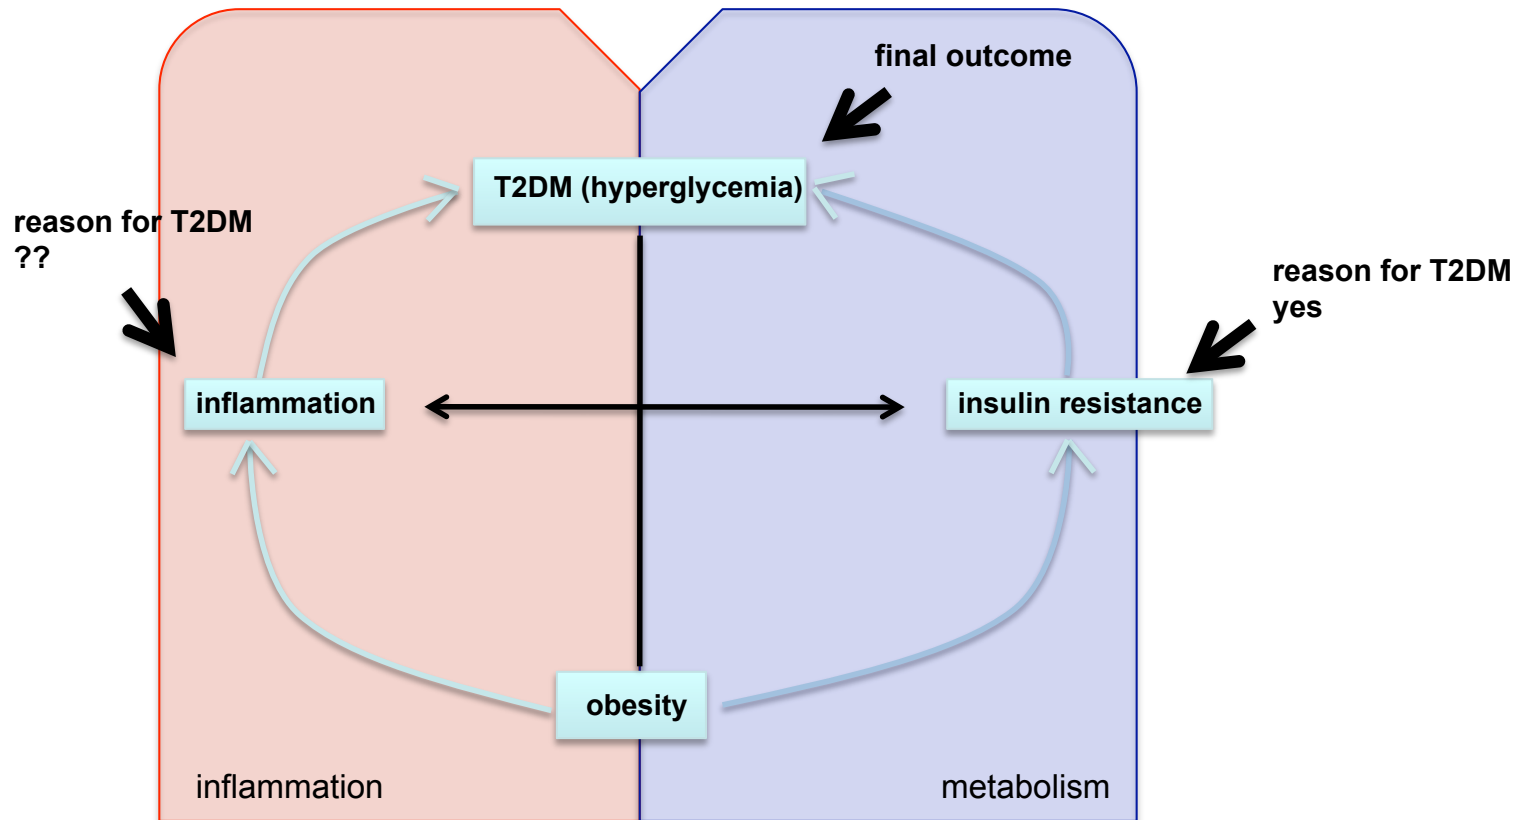 final outcome
T2DM (hyperglycemia)
reason for T2DM
??
reason for T2DM
yes
inflammation
insulin resistance
obesity
inflammation
metabolism